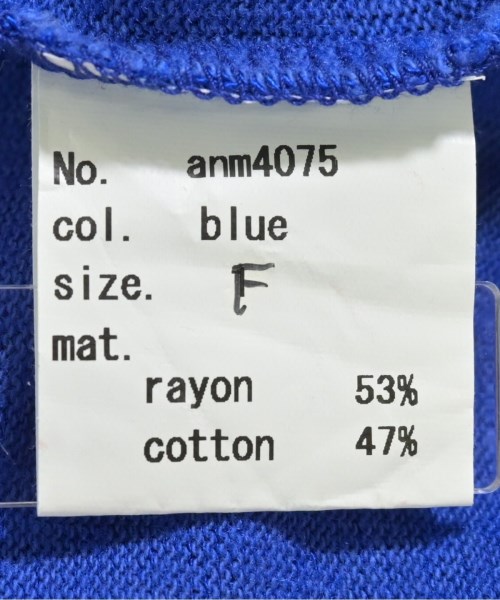 No. anm4075
col. blue
size. F
mat.
rayon 53%
cotton 47%